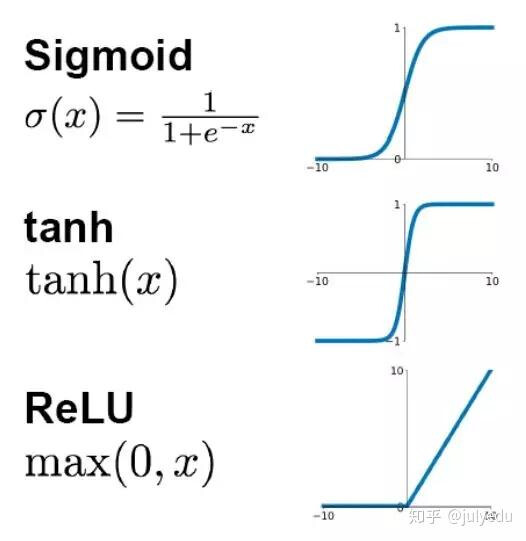 Sigmoid
σ(x) = 1/(1+e^{-x})
1
0
-10
10
tanh
tanh(x)
1
-10
10
-1
ReLU
max(0, x)
10
0
-10
知乎 @julyedu